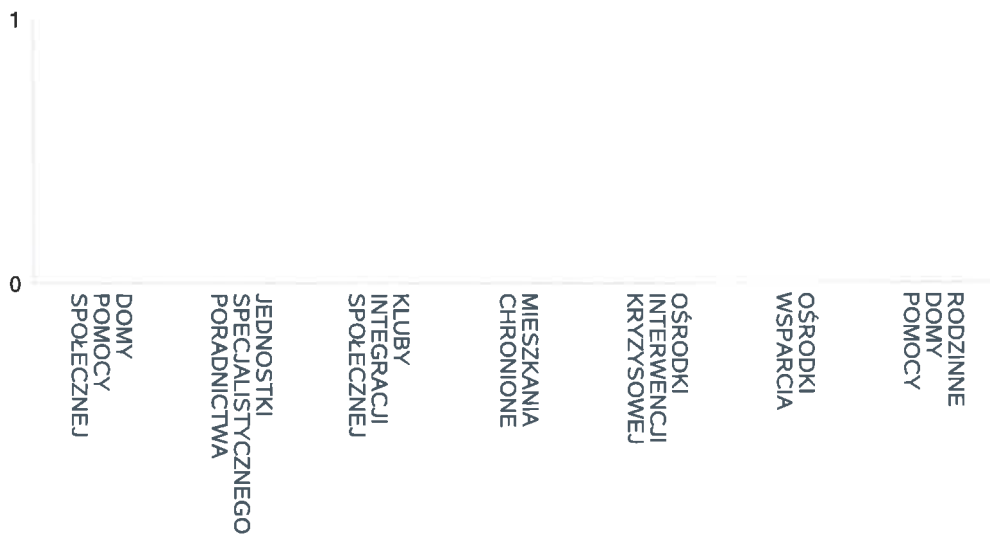 1
0
DOMY
POMOCY
SPOŁECZNEJ
JEDNOSTKI
SPECJALISTYCZNEGO
PORADNICTWA
KLUBY
INTEGRACJI
SPOŁECZNEJ
MIESZKANIA
CHRONIONE
OŚRODKI
INTERWENCJI
KRYZYSOWEJ
OŚRODKI
WSPARCIA
RODZINNE
DOMY
POMOCY